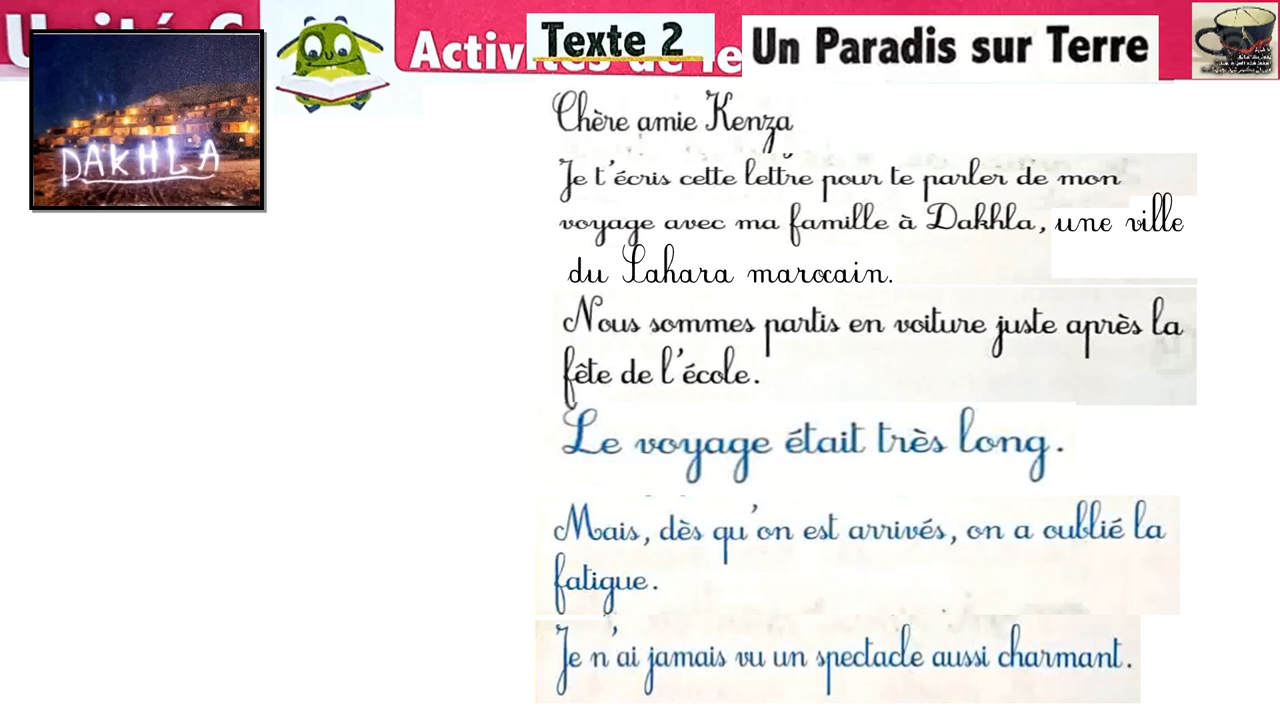 Unité 6
Activités de le
Texte 2
Un Paradis sur Terre
DAKHLA
Chère amie Kenza
Je t'écris cette lettre pour te parler de mon
voyage avec ma famille à Dakhla, une ville
du Sahara marocain.
Nous sommes partis en voiture juste après la
fête de l'école.
Le voyage était très long.
Mais, dès qu'on est arrivés, on a oublié la
fatigue.
Je n'ai jamais vu un spectacle aussi charmant.